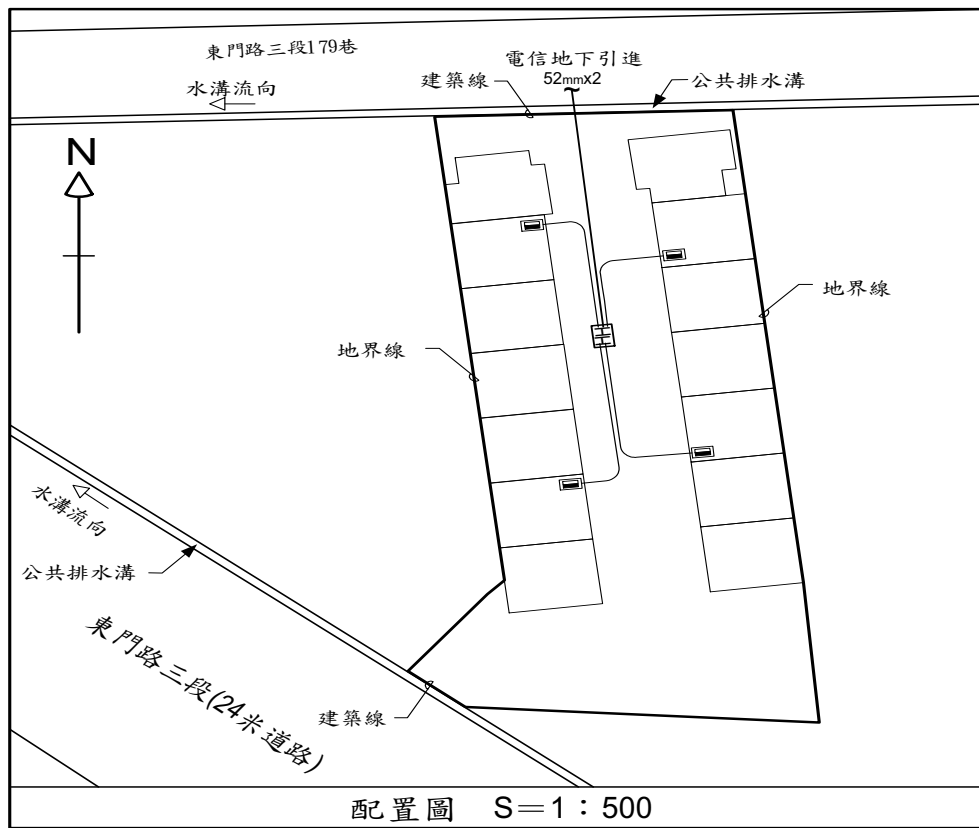 東門路三段179巷
電信地下引進
52mmx2
水溝流向
建築線
公共排水溝
N
地界線
地界線
水溝流向
公共排水溝
東門路三段(24米道路)
建築線
配置圖 S=1：500